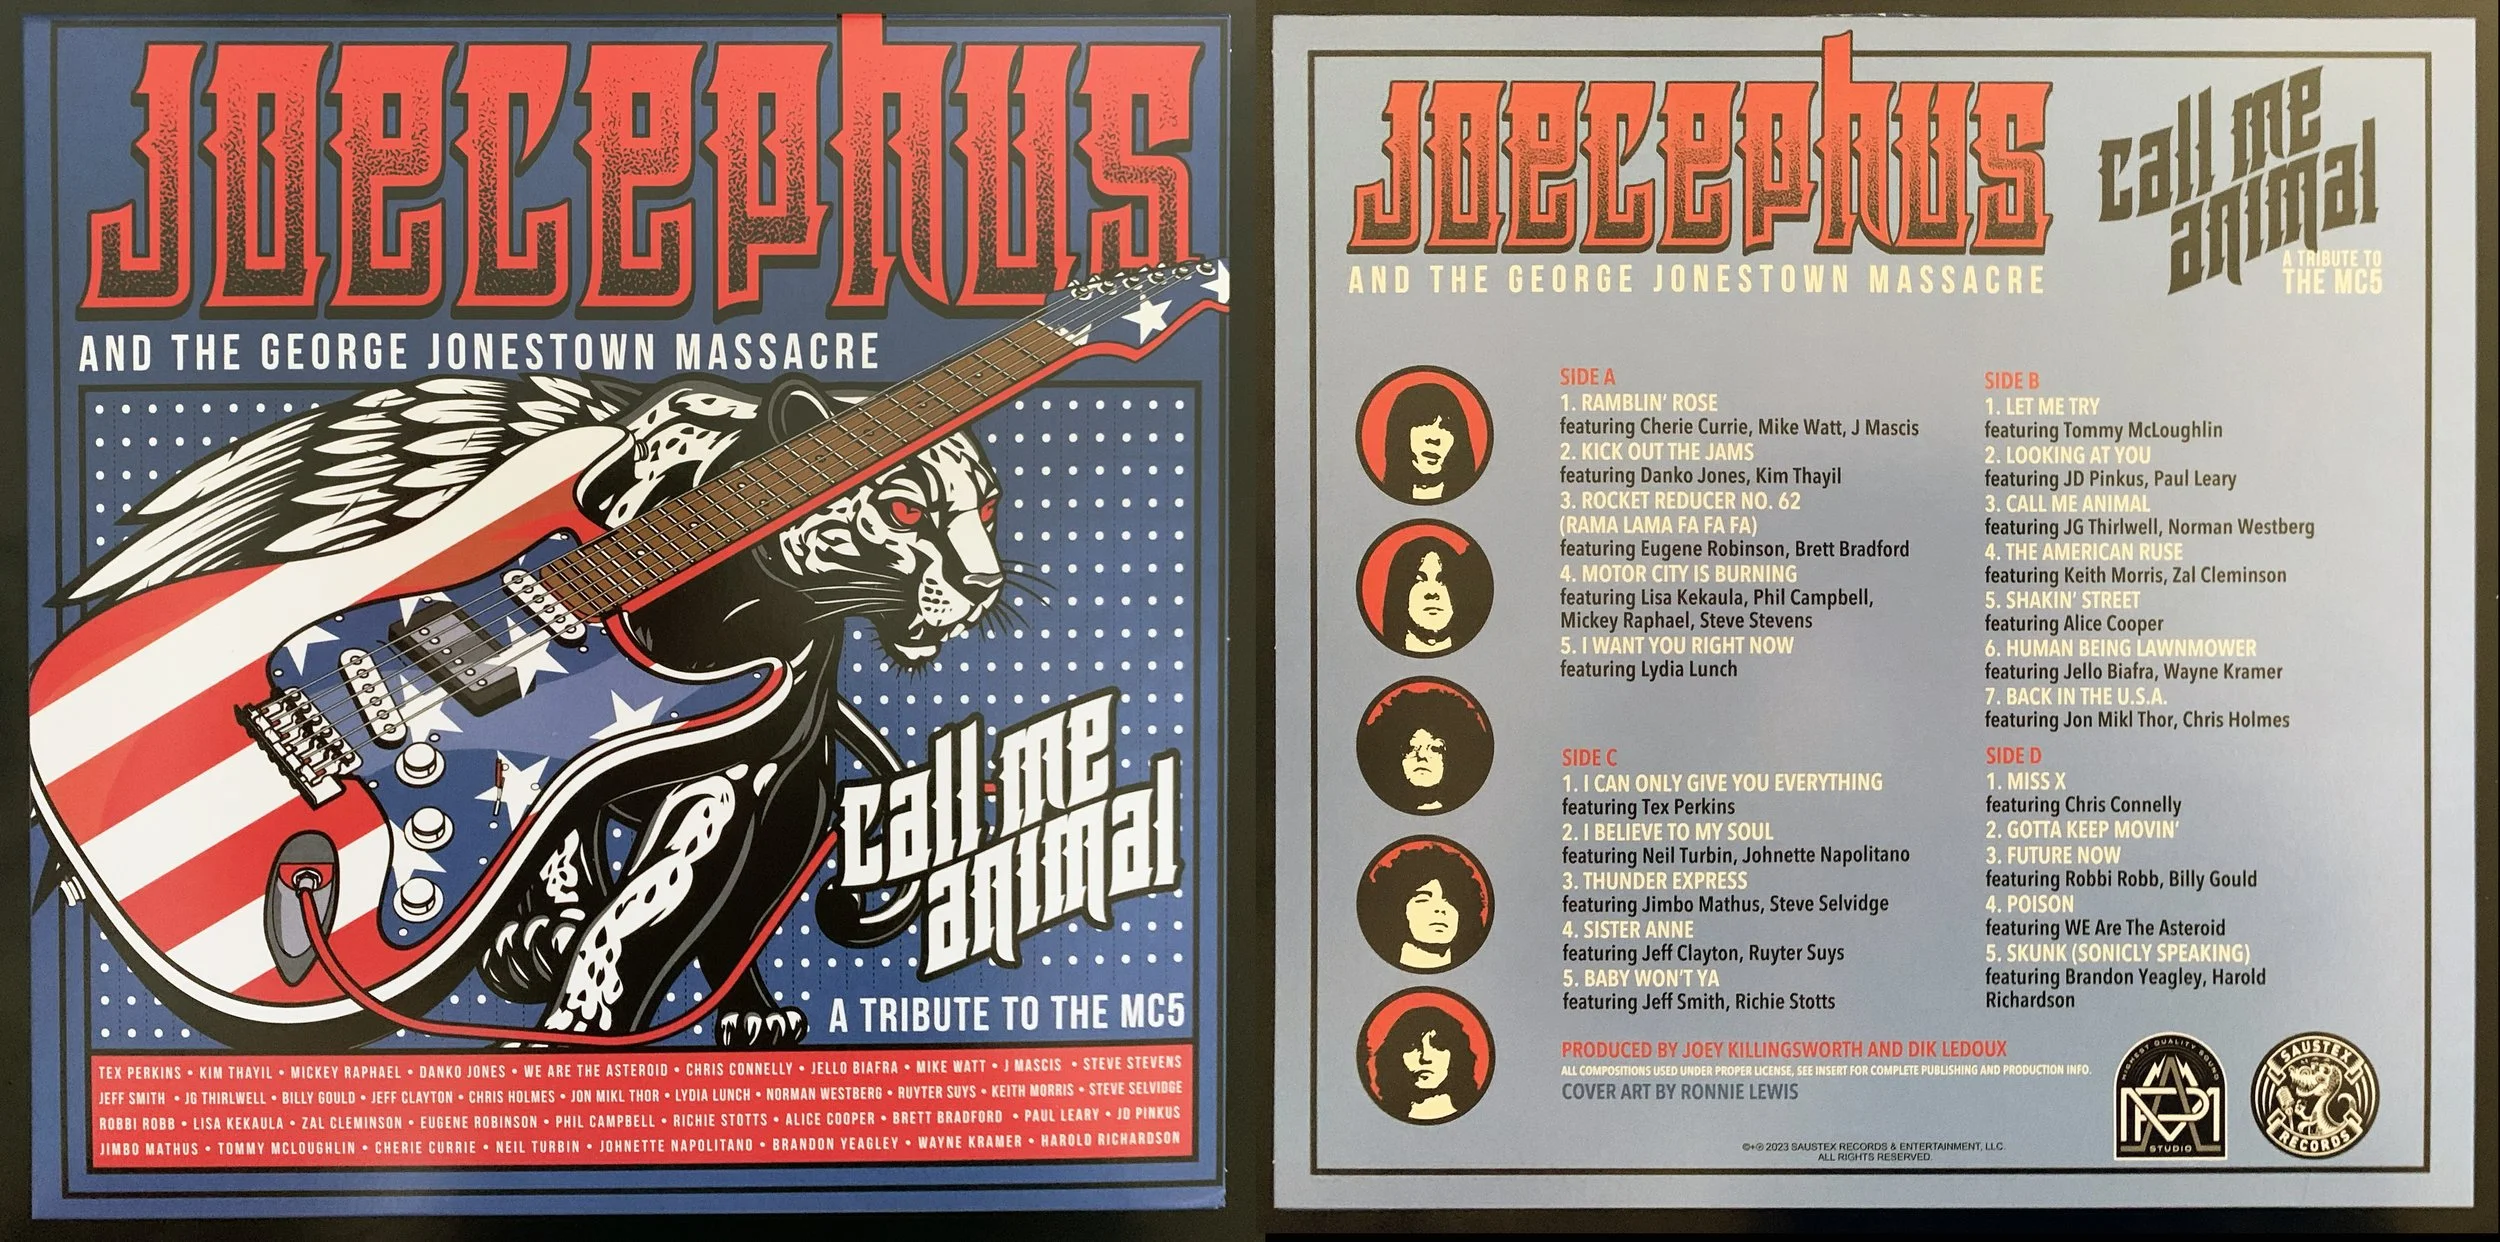 JOECEPHUS
AND THE GEORGE JONESTOWN MASSACRE
CALL ME
ANIMAL
A TRIBUTE TO THE MC5
TEX PERKINS • KIM THAYIL • MICKEY RAPHAEL • DANKO JONES • WE ARE THE ASTEROID • CHRIS CONNELLY • JELLO BIAFRA • MIKE WATT • J MASCIS • STEVE STEVENS
JEFF SMITH • JG THIRLWELL • BILLY GOULD • JEFF CLAYTON • CHRIS HOLMES • JON MIKL THOR • LYDIA LUNCH • NORMAN WESTBERG • RUYTER SUYS • KEITH MORRIS • STEVE SELVIDGE
ROBBI ROBB • LISA KEKAULA • ZAL CLEMINSON • EUGENE ROBINSON • PHIL CAMPBELL • RICHIE STOTTS • ALICE COOPER • BRETT BRADFORD • PAUL LEARY • JD PINKUS
JIMBO MATHUS • TOMMY MCLOUGHLIN • CHERIE CURRIE • NEIL TURBIN • JOHNETTE NAPOLITANO • BRANDON YEAGLEY • WAYNE KRAMER • HAROLD RICHARDSON
JOECEPHUS
AND THE GEORGE JONESTOWN MASSACRE
CALL ME
ANIMAL
A TRIBUTE TO
THE MC5
SIDE A
1. RAMBLIN' ROSE
featuring Cherie Currie, Mike Watt, J Mascis
2. KICK OUT THE JAMS
featuring Danko Jones, Kim Thayil
3. ROCKET REDUCER NO. 62
(RAMA LAMA FA FA FA)
featuring Eugene Robinson, Brett Bradford
4. MOTOR CITY IS BURNING
featuring Lisa Kekaula, Phil Campbell,
Mickey Raphael, Steve Stevens
5. I WANT YOU RIGHT NOW
featuring Lydia Lunch
SIDE B
1. LET ME TRY
featuring Tommy McLoughlin
2. LOOKING AT YOU
featuring JD Pinkus, Paul Leary
3. CALL ME ANIMAL
featuring JG Thirlwell, Norman Westberg
4. THE AMERICAN RUSE
featuring Keith Morris, Zal Cleminson
5. SHAKIN' STREET
featuring Alice Cooper
6. HUMAN BEING LAWNMOWER
featuring Jello Biafra, Wayne Kramer
7. BACK IN THE U.S.A.
featuring Jon Mikl Thor, Chris Holmes
SIDE C
1. I CAN ONLY GIVE YOU EVERYTHING
featuring Tex Perkins
2. I BELIEVE TO MY SOUL
featuring Neil Turbin, Johnette Napolitano
3. THUNDER EXPRESS
featuring Jimbo Mathus, Steve Selvidge
4. SISTER ANNE
featuring Jeff Clayton, Ruyter Suys
5. BABY WON'T YA
featuring Jeff Smith, Richie Stotts
SIDE D
1. MISS X
featuring Chris Connelly
2. GOTTA KEEP MOVIN'
3. FUTURE NOW
featuring Robbi Robb, Billy Gould
4. POISON
featuring WE Are The Asteroid
5. SKUNK (SONICLY SPEAKING)
featuring Brandon Yeagley, Harold
Richardson
PRODUCED BY JOEY KILLINGSWORTH AND DIK LEDOUX
ALL COMPOSITIONS USED UNDER PROPER LICENSE, SEE INSERT FOR COMPLETE PUBLISHING AND PRODUCTION INFO.
COVER ART BY RONNIE LEWIS
©+℗ 2023 SAUSTEX RECORDS & ENTERTAINMENT, LLC.
ALL RIGHTS RESERVED.
HIGHEST QUALITY SOUND
STUDIO
SAUSTEX
RECORDS